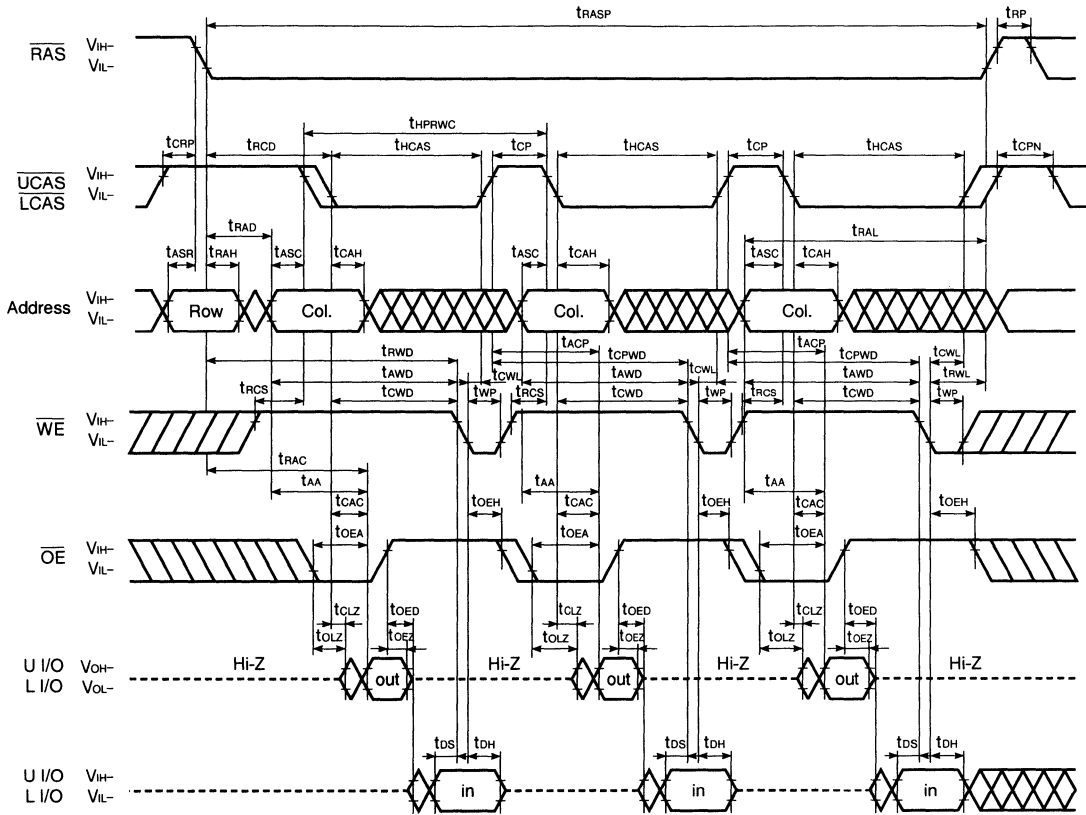 tRASP tRP
RAS VIH– VIL–
tHPRWC
tCRP tRCD tHCAS tCP tHCAS tCP tHCAS tCPN
UCAS VIH–
LCAS VIL–
tRAD tRAL
tASR tRAH tASC tCAH tASC tCAH tASC tCAH
Address VIH– VIL– Row Col. Col. Col.
tACP tACP
tRWD tCPWD tCPWD tCWL
tAWD tCWL tAWD tCWL tAWD tRWL
tRCS tCWD tWP tRCS tCWD tWP tRCS tCWD tWP
WE VIH– VIL–
tRAC
tAA tAA tAA
tCAC tOEH tCAC tOEH tCAC tOEH
tOEA tOEA tOEA
OE VIH– VIL–
tCLZ tOED tCLZ tOED tCLZ tOED
tOLZ tOEZ tOLZ tOEZ tOLZ tOEZ
U I/O VOH– Hi-Z Hi-Z Hi-Z Hi-Z
L I/O VOL– out out out
tDS tDH tDS tDH tDS tDH
U I/O VIH–
L I/O VIL– in in in